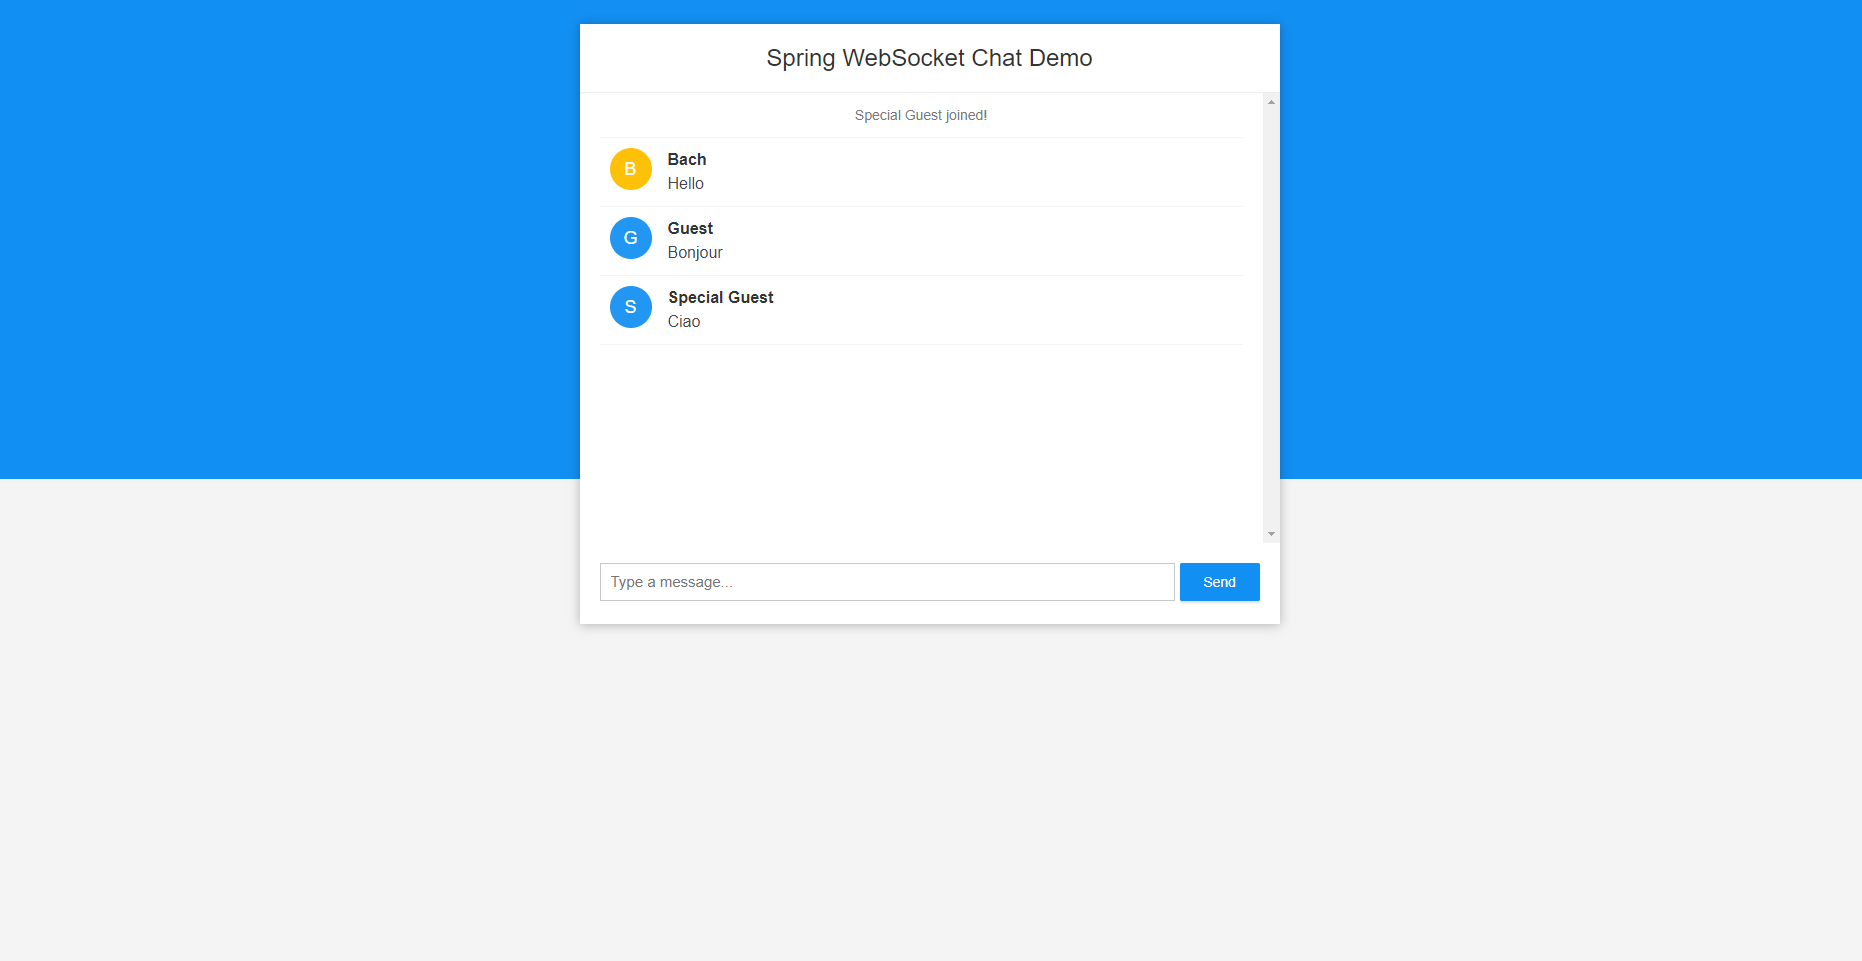 Spring WebSocket Chat Demo
Special Guest joined!
B
Bach
Hello
G
Guest
Bonjour
S
Special Guest
Ciao
Type a message...
Send